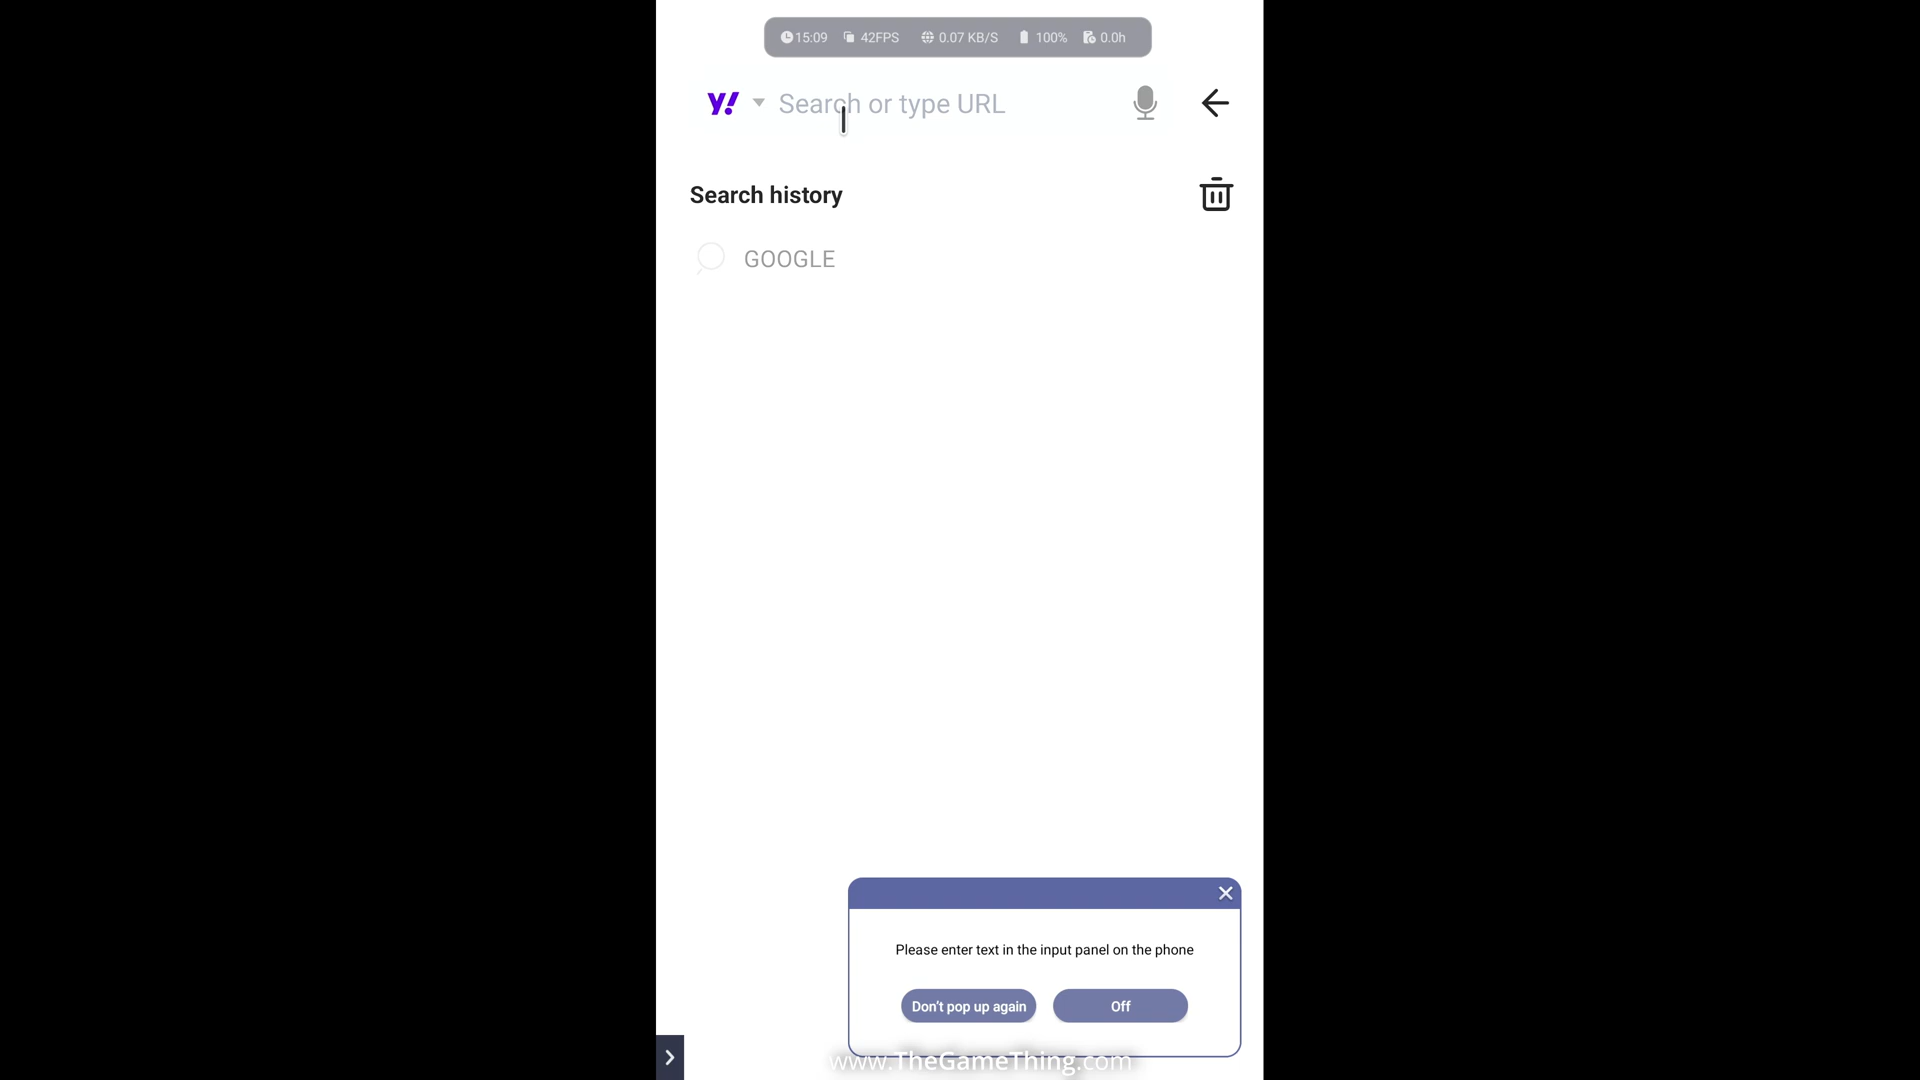 15:09 42FPS 0.07 KB/S 100% 0.0h
y! Search or type URL
Search history
GOOGLE
Please enter text in the input panel on the phone
Don't pop up again Off
www.TheGameThing.com